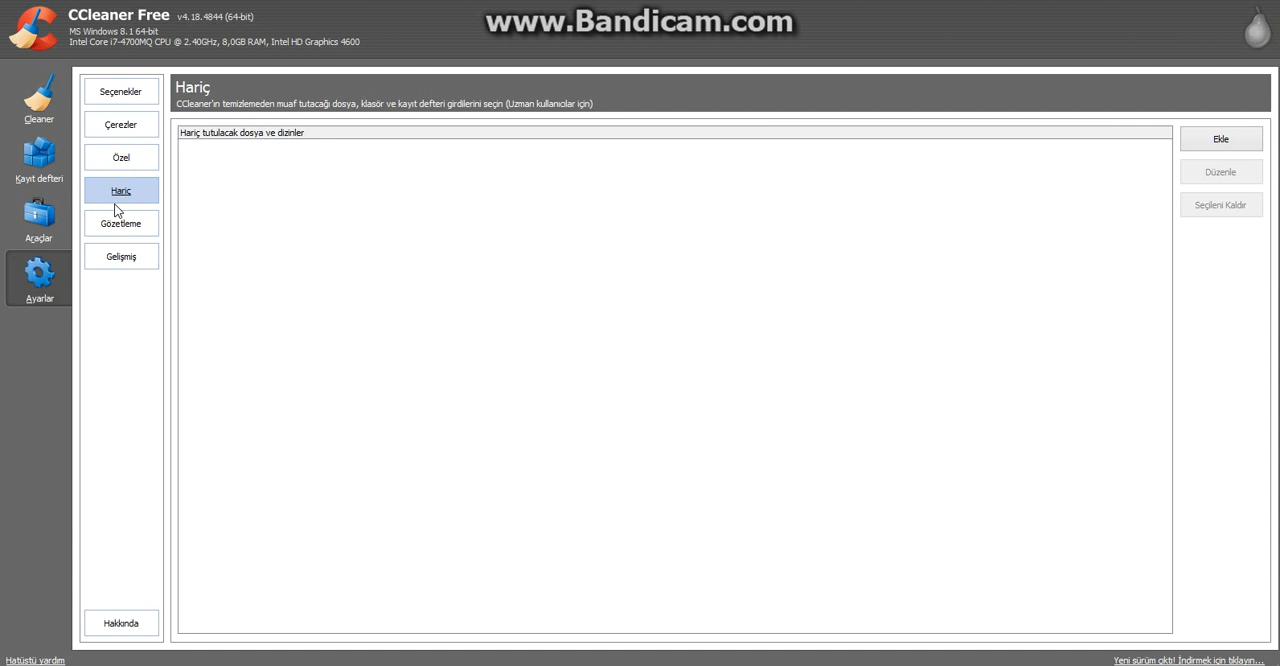 www.Bandicam.com
CCleaner Free v4.18.4844 (64-bit)
MS Windows 8.1 64-bit
Intel Core i7-4700MQ CPU @ 2.40GHz, 8,0GB RAM, Intel HD Graphics 4600
Cleaner
Kayıt defteri
Araçlar
Ayarlar
Seçenekler
Çerezler
Özel
Hariç
Gözetleme
Gelişmiş
Hakkında
Hariç
CCleaner'ın temizlemeden muaf tutacağı dosya, klasör ve kayıt defteri girdilerini seçin (Uzman kullanıcılar için)
Hariç tutulacak dosya ve dizinler
Ekle
Düzenle
Seçileni Kaldır
Hatüstü yardım
Yeni sürüm çıktı! İndirmek için tıklayın...